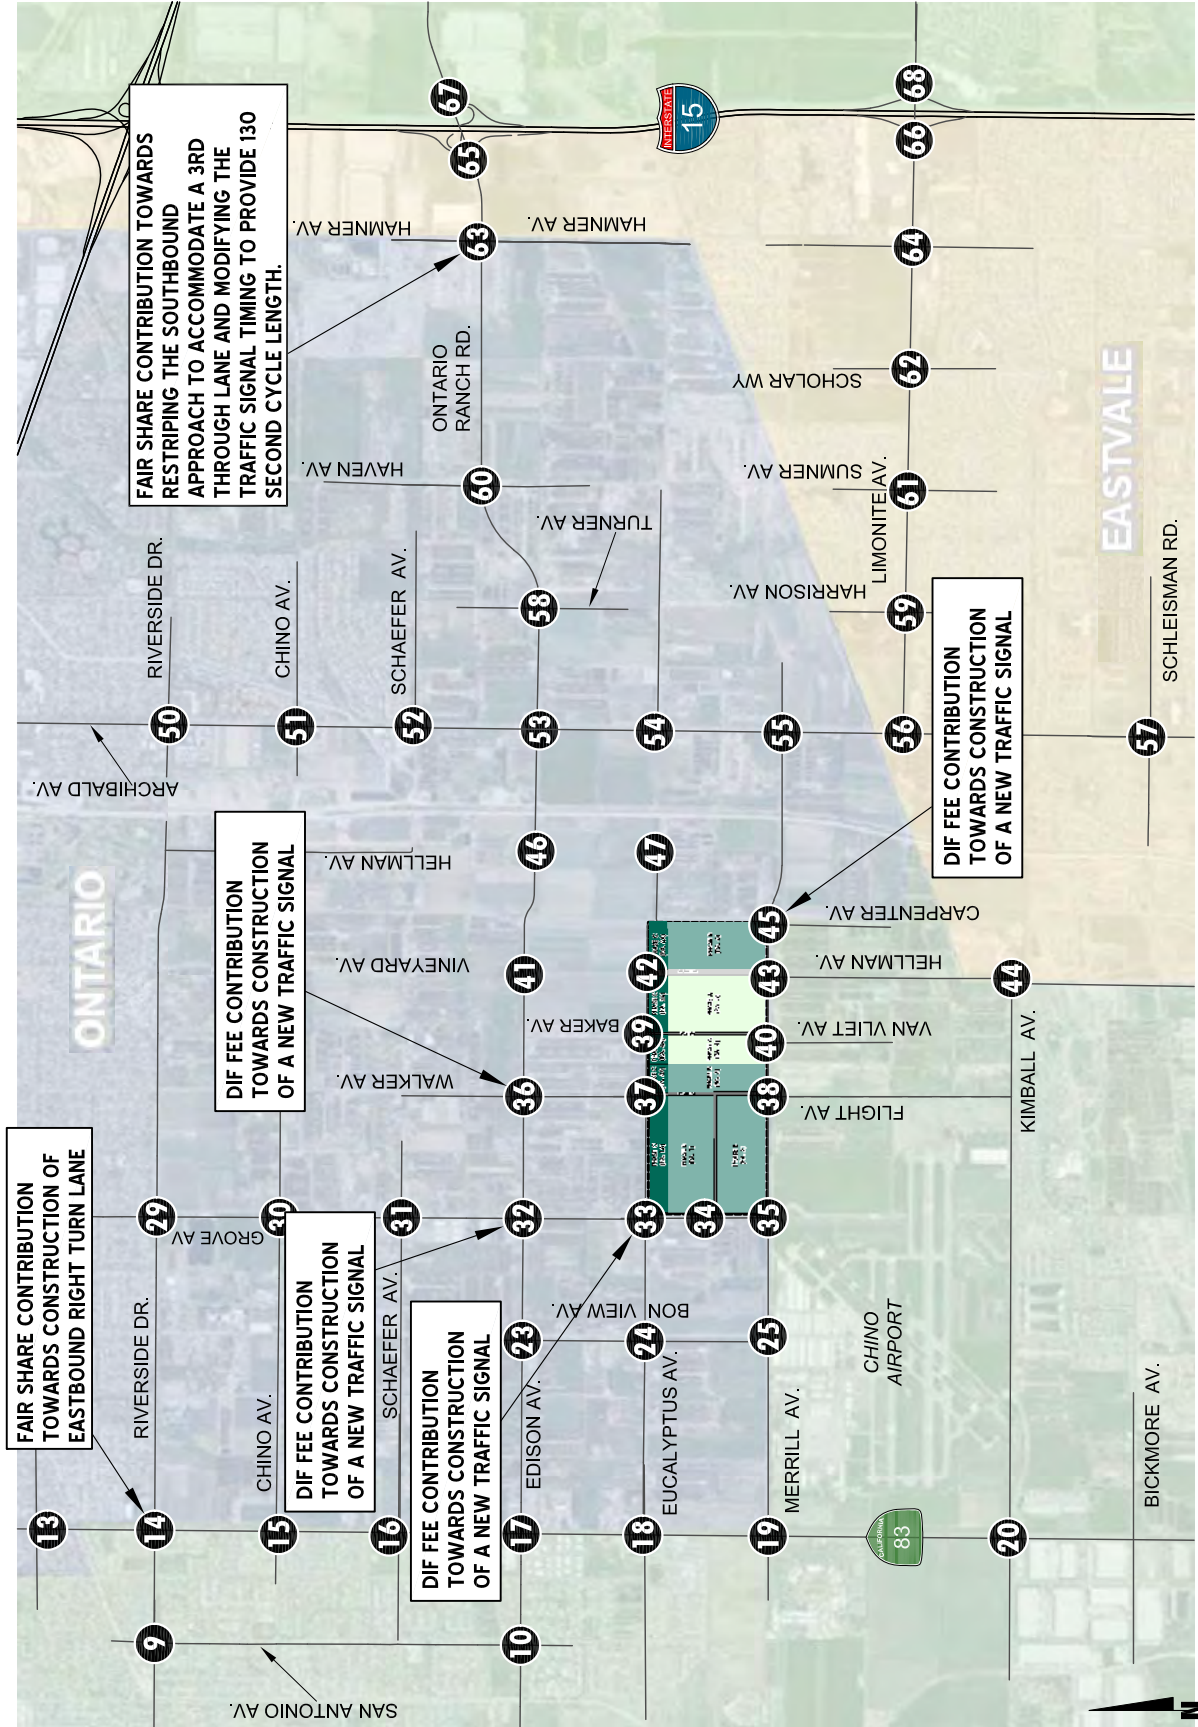 FAIR SHARE CONTRIBUTION
TOWARDS CONSTRUCTION OF
EASTBOUND RIGHT TURN LANE
DIF FEE CONTRIBUTION
TOWARDS CONSTRUCTION
OF A NEW TRAFFIC SIGNAL
FAIR SHARE CONTRIBUTION TOWARDS
RESTRIPING THE SOUTHBOUND
APPROACH TO ACCOMMODATE A 3RD
THROUGH LANE AND MODIFYING THE
TRAFFIC SIGNAL TIMING TO PROVIDE 130
SECOND CYCLE LENGTH.
DIF FEE CONTRIBUTION
TOWARDS CONSTRUCTION
OF A NEW TRAFFIC SIGNAL
DIF FEE CONTRIBUTION
TOWARDS CONSTRUCTION
OF A NEW TRAFFIC SIGNAL
DIF FEE CONTRIBUTION
TOWARDS CONSTRUCTION
OF A NEW TRAFFIC SIGNAL
ONTARIO
EASTVALE
CHINO
AIRPORT
INTERSTATE
15
CALIFORNIA
83
RIVERSIDE DR.
RIVERSIDE DR.
CHINO AV.
CHINO AV.
SCHAEFER AV.
SCHAEFER AV.
EDISON AV.
ONTARIO
RANCH RD.
EUCALYPTUS AV.
MERRILL AV.
LIMONITE AV.
KIMBALL AV.
BICKMORE AV.
SCHLEISMAN RD.
SAN ANTONIO AV.
BON VIEW AV.
GROVE AV
WALKER AV.
FLIGHT AV.
BAKER AV.
VAN VLIET AV.
VINEYARD AV.
HELLMAN AV.
HELLMAN AV.
CARPENTER AV.
ARCHIBALD AV.
TURNER AV.
HARRISON AV.
HAVEN AV.
SUMNER AV.
SCHOLAR WY
HAMNER AV.
HAMNER AV.
9
10
13
14
15
16
17
18
19
20
23
24
25
29
30
31
32
33
34
35
36
37
38
39
40
41
42
43
44
45
46
47
50
51
52
53
54
55
56
57
58
59
60
61
62
63
64
65
66
67
68
N